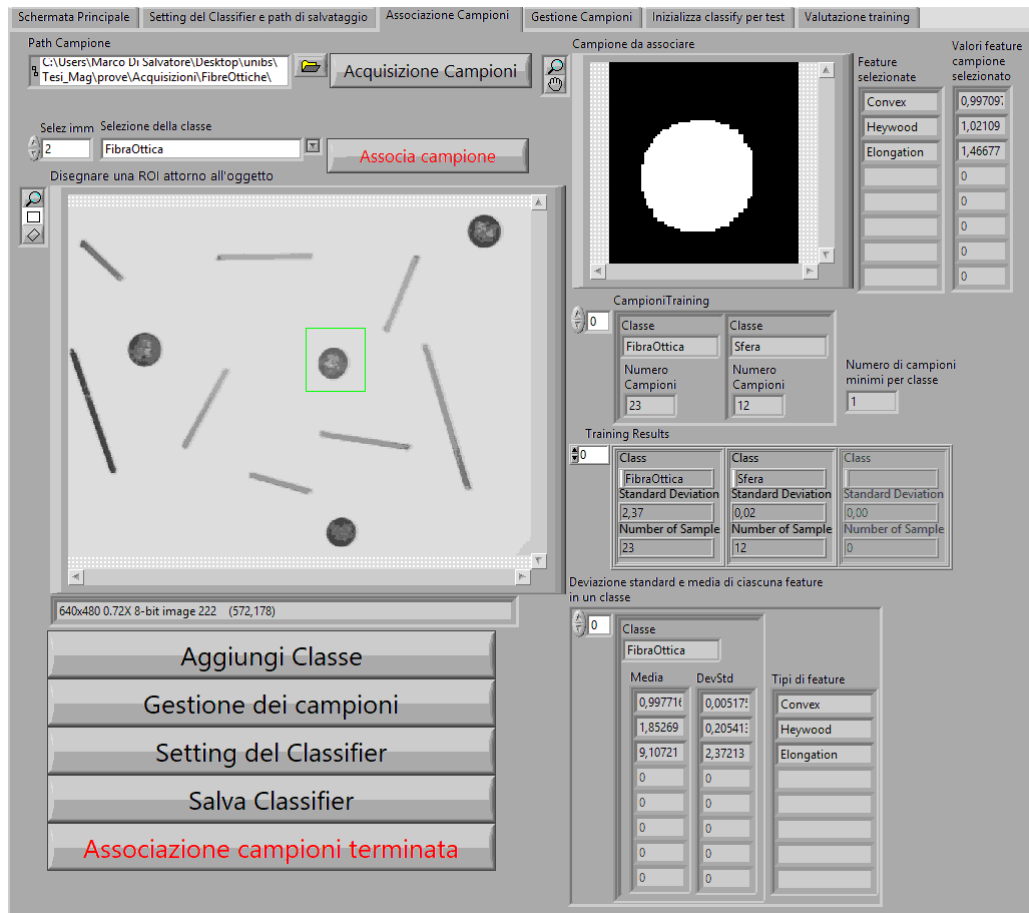 Schermata Principale
Setting del Classifier e path di salvataggio
Associazione Campioni
Gestione Campioni
Inizializza classify per test
Valutazione training
Path Campione
C:\Users\Marco Di Salvatore\Desktop\unibs\
Tesi_Mag\prove\Acquisizioni\FibreOttiche\
Acquisizione Campioni
Selez imm
2
Selezione della classe
FibraOttica
Associa campione
Disegnare una ROI attorno all'oggetto
640x480 0.72X 8-bit image 222 (572,178)
Aggiungi Classe
Gestione dei campioni
Setting del Classifier
Salva Classifier
Associazione campioni terminata
Campione da associare
Feature
selezionate
Convex
Heywood
Elongation
Valori feature
campione
selezionato
0,997097
1,02109
1,46677
0
0
0
0
0
CampioniTraining
0
Classe
FibraOttica
Numero
Campioni
23
Classe
Sfera
Numero
Campioni
12
Numero di campioni
minimi per classe
1
Training Results
0
Class
FibraOttica
Standard Deviation
2,37
Number of Sample
23
Class
Sfera
Standard Deviation
0,02
Number of Sample
12
Class
Standard Deviation
0,00
Number of Sample
0
Deviazione standard e media di ciascuna feature
in un classe
0
Classe
FibraOttica
Media
0,997716
1,85269
9,10721
0
0
0
0
0
DevStd
0,005175
0,205413
2,37213
0
0
0
0
0
Tipi di feature
Convex
Heywood
Elongation